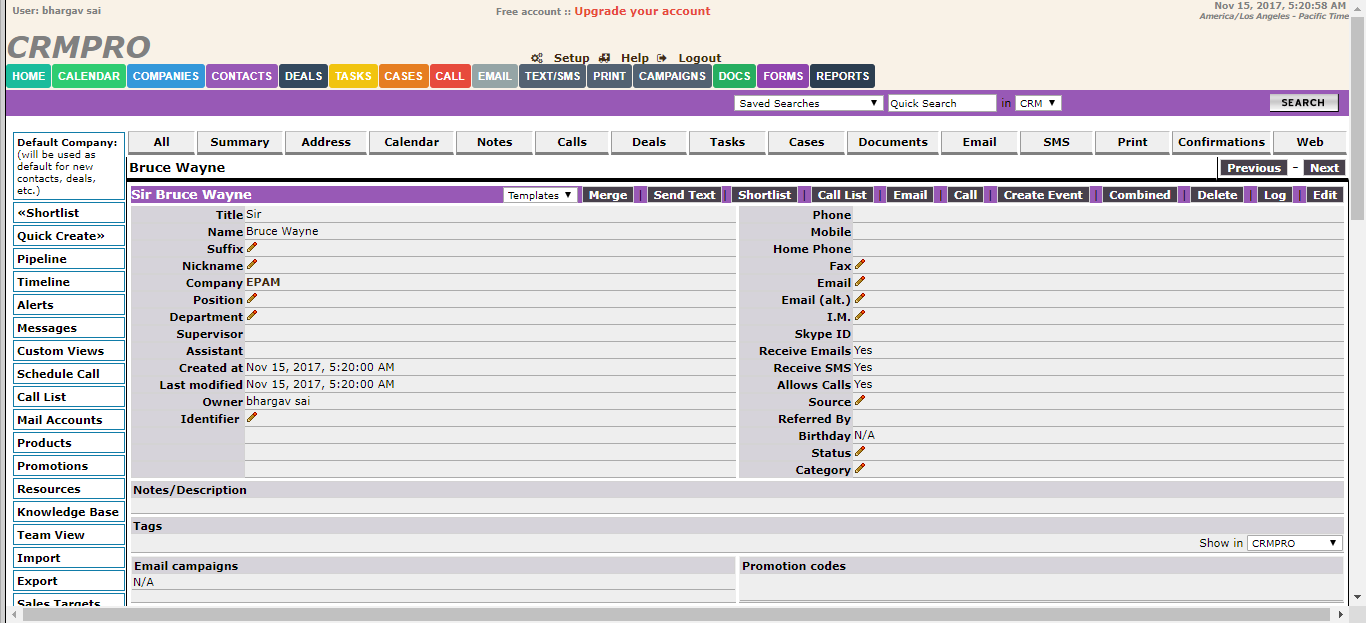 User: bhargav sai
Free account :: Upgrade your account
Nov 15, 2017, 5:20:58 AM
America/Los Angeles - Pacific Time
CRMPRO
Setup Help Logout
HOME CALENDAR COMPANIES CONTACTS DEALS TASKS CASES CALL EMAIL TEXT/SMS PRINT CAMPAIGNS DOCS FORMS REPORTS
Saved Searches Quick Search in CRM SEARCH
Default Company:
(will be used as
default for new
contacts, deals,
etc.)
«Shortlist
Quick Create»
Pipeline
Timeline
Alerts
Messages
Custom Views
Schedule Call
Call List
Mail Accounts
Products
Promotions
Resources
Knowledge Base
Team View
Import
Export
Sales Targets
All Summary Address Calendar Notes Calls Deals Tasks Cases Documents Email SMS Print Confirmations Web
Bruce Wayne
Previous - Next
Sir Bruce Wayne
Templates Merge | Send Text | Shortlist | Call List | Email | Call | Create Event | Combined | Delete | Log | Edit
Title Sir
Name Bruce Wayne
Suffix
Nickname
Company EPAM
Position
Department
Supervisor
Assistant
Created at Nov 15, 2017, 5:20:00 AM
Last modified Nov 15, 2017, 5:20:00 AM
Owner bhargav sai
Identifier
Phone
Mobile
Home Phone
Fax
Email
Email (alt.)
I.M.
Skype ID
Receive Emails Yes
Receive SMS Yes
Allows Calls Yes
Source
Referred By
Birthday N/A
Status
Category
Notes/Description
Tags
Show in CRMPRO
Email campaigns
N/A
Promotion codes